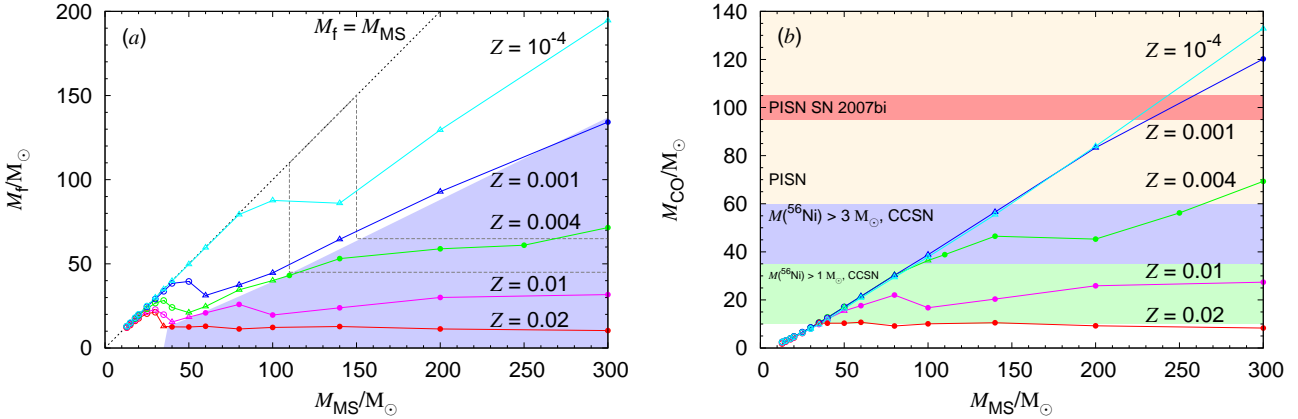 (a)
M_f = M_MS
Z = 10^-4
Z = 0.001
Z = 0.004
Z = 0.01
Z = 0.02
200
150
100
50
0
M_f/M_⊙
0 50 100 150 200 250 300
M_MS/M_⊙
(b)
Z = 10^-4
PISN SN 2007bi
Z = 0.001
PISN
Z = 0.004
M(^56Ni) > 3 M_⊙, CCSN
M(^56Ni) > 1 M_⊙, CCSN
Z = 0.01
Z = 0.02
140
120
100
80
60
40
20
0
M_CO/M_⊙
0 50 100 150 200 250 300
M_MS/M_⊙